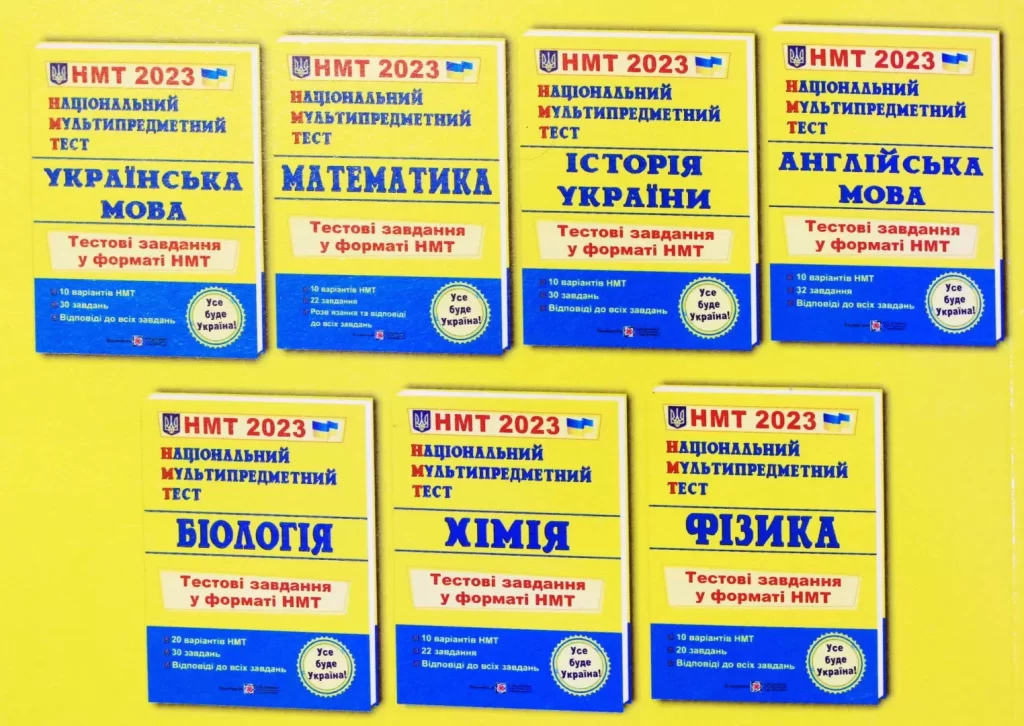 НМТ 2023
НАЦІОНАЛЬНИЙ
МУЛЬТИПРЕДМЕТНИЙ
ТЕСТ
УКРАЇНСЬКА
МОВА
Тестові завдання
у форматі НМТ
10 варіантів НМТ
30 завдань
Відповіді до всіх завдань
Усе
буде
Україна!
НМТ 2023
НАЦІОНАЛЬНИЙ
МУЛЬТИПРЕДМЕТНИЙ
ТЕСТ
МАТЕМАТИКА
Тестові завдання
у форматі НМТ
10 варіантів НМТ
22 завдання
Розв язання та відповіді
до всіх завдань
Усе
буде
Україна!
НМТ 2023
НАЦІОНАЛЬНИЙ
МУЛЬТИПРЕДМЕТНИЙ
ТЕСТ
ІСТОРІЯ
УКРАЇНИ
Тестові завдання
у форматі НМТ
10 варіантів НМТ
30 завдань
Відповіді до всіх завдань
Усе
буде
Україна!
НМТ 2023
НАЦІОНАЛЬНИЙ
МУЛЬТИПРЕДМЕТНИЙ
ТЕСТ
АНГЛІЙСЬКА
МОВА
Тестові завдання
у форматі НМТ
10 варіантів НМТ
32 завдання
Відповіді до всіх завдань
Усе
буде
Україна!
НМТ 2023
НАЦІОНАЛЬНИЙ
МУЛЬТИПРЕДМЕТНИЙ
ТЕСТ
БІОЛОГІЯ
Тестові завдання
у форматі НМТ
20 варіантів НМТ
30 завдань
Відповіді до всіх завдань
Усе
буде
Україна!
НМТ 2023
НАЦІОНАЛЬНИЙ
МУЛЬТИПРЕДМЕТНИЙ
ТЕСТ
ХІМІЯ
Тестові завдання
у форматі НМТ
10 варіантів НМТ
22 завдання
Відповіді до всіх завдань
Усе
буде
Україна!
НМТ 2023
НАЦІОНАЛЬНИЙ
МУЛЬТИПРЕДМЕТНИЙ
ТЕСТ
ФІЗИКА
Тестові завдання
у форматі НМТ
10 варіантів НМТ
20 завдань
Відповіді до всіх завдань
Усе
буде
Україна!